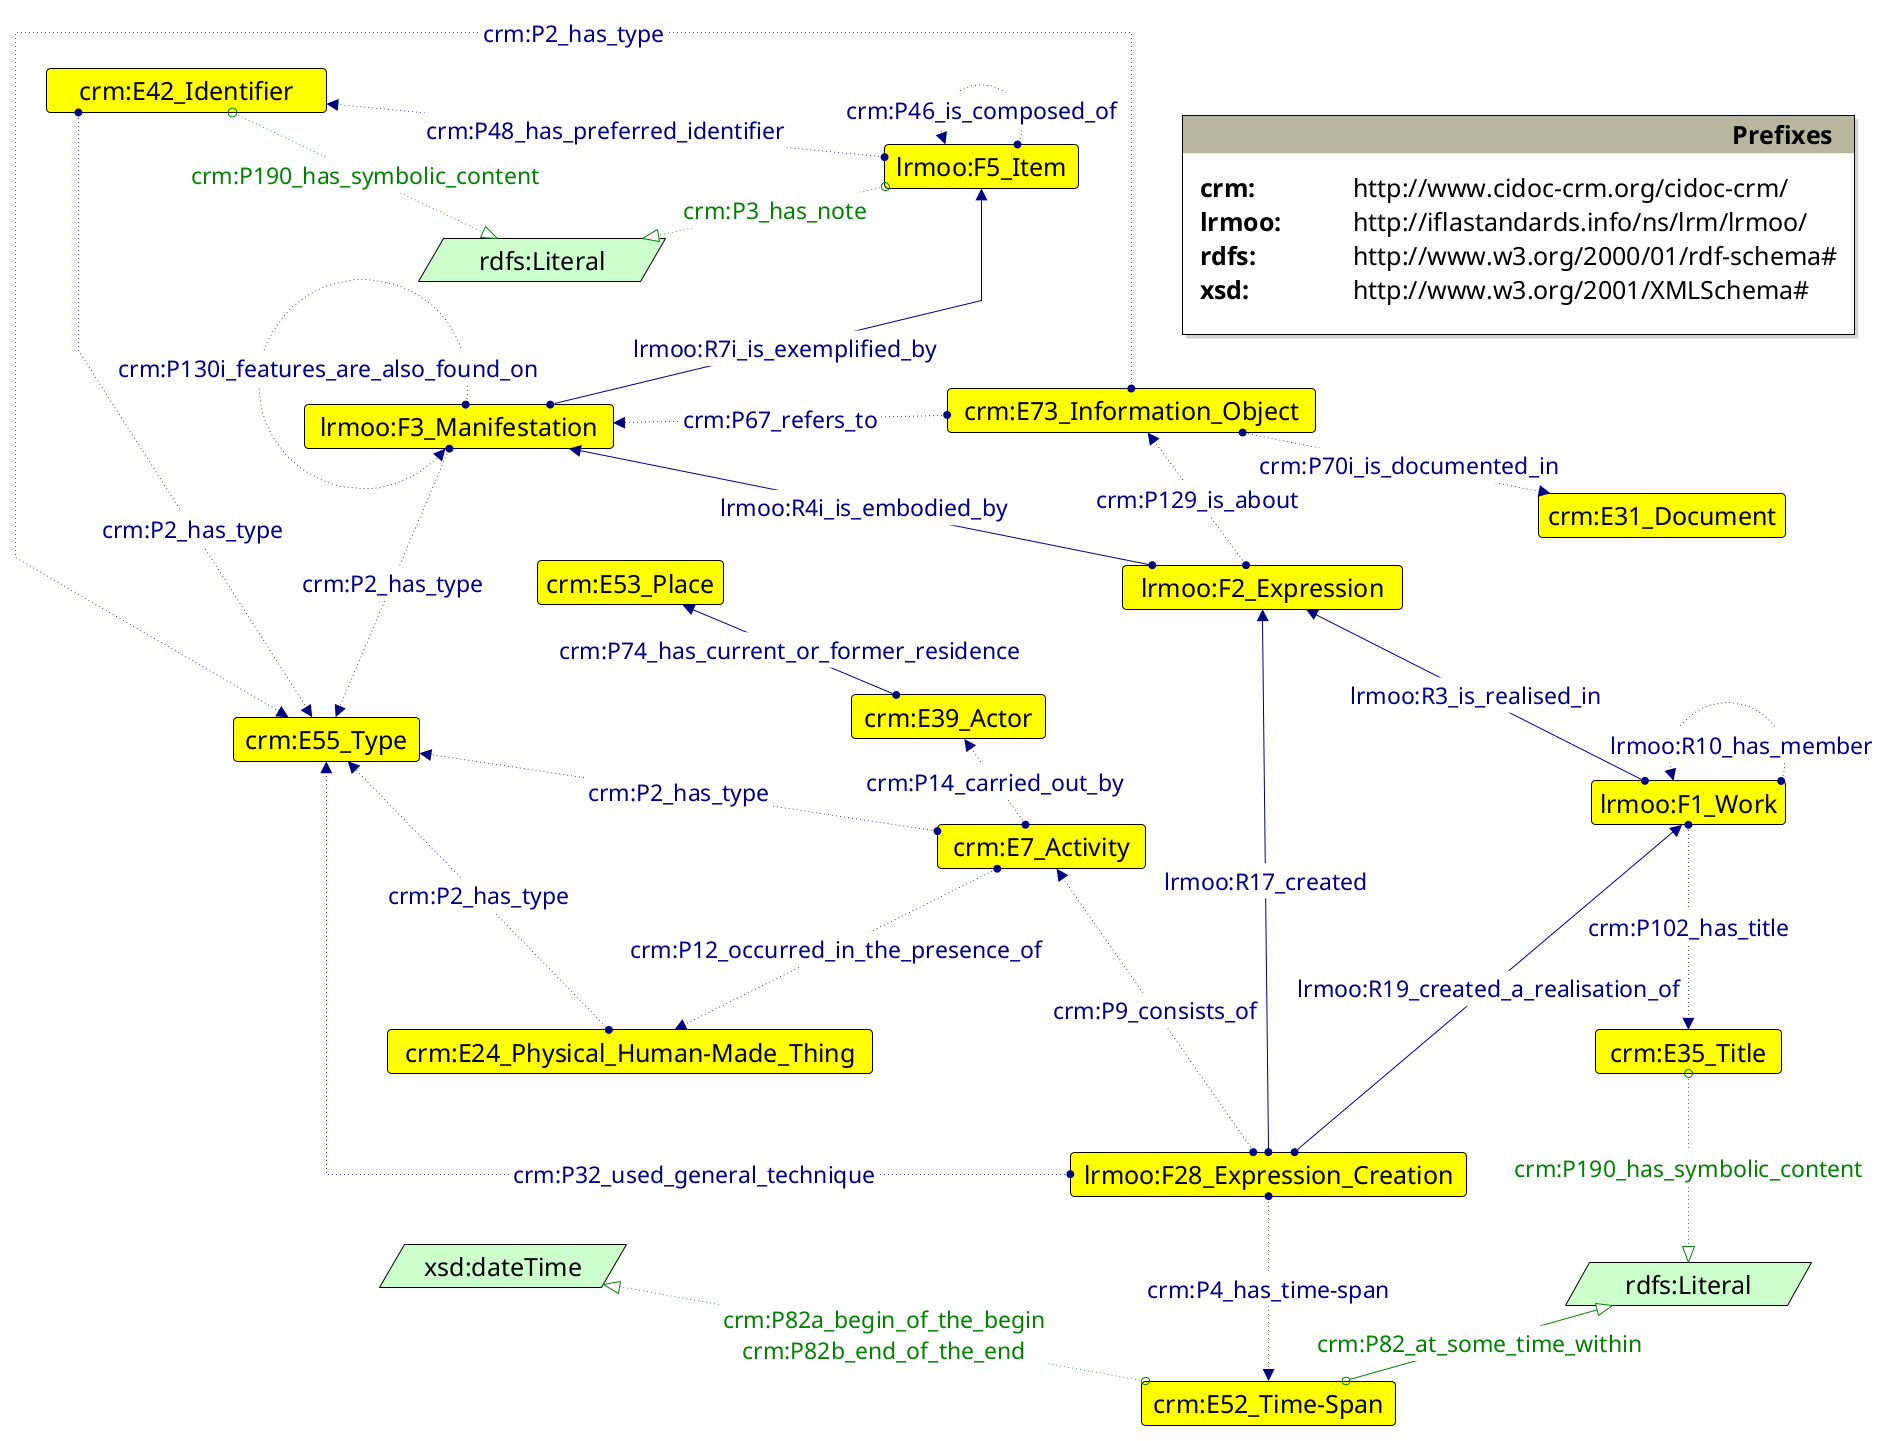 crm:P2_has_type
crm:E42_Identifier
crm:P46_is_composed_of
crm:P48_has_preferred_identifier
Prefixes
lrmoo:F5_Item
crm:P190_has_symbolic_content
crm: http://www.cidoc-crm.org/cidoc-crm/
crm:P3_has_note
lrmoo: http://iflastandards.info/ns/lrm/lrmoo/
rdfs:Literal
rdfs: http://www.w3.org/2000/01/rdf-schema#
xsd: http://www.w3.org/2001/XMLSchema#
lrmoo:R7i_is_exemplified_by
crm:P130i_features_are_also_found_on
crm:E73_Information_Object
crm:P67_refers_to
lrmoo:F3_Manifestation
crm:P70i_is_documented_in
crm:P129_is_about
lrmoo:R4i_is_embodied_by
crm:E31_Document
crm:P2_has_type
crm:P2_has_type
crm:E53_Place
lrmoo:F2_Expression
crm:P74_has_current_or_former_residence
lrmoo:R3_is_realised_in
crm:E39_Actor
crm:E55_Type
lrmoo:R10_has_member
crm:P14_carried_out_by
crm:P2_has_type
lrmoo:F1_Work
crm:E7_Activity
lrmoo:R17_created
crm:P2_has_type
crm:P102_has_title
crm:P12_occurred_in_the_presence_of
lrmoo:R19_created_a_realisation_of
crm:P9_consists_of
crm:E24_Physical_Human-Made_Thing
crm:E35_Title
crm:P32_used_general_technique
lrmoo:F28_Expression_Creation
crm:P190_has_symbolic_content
xsd:dateTime
crm:P4_has_time-span
rdfs:Literal
crm:P82a_begin_of_the_begin
crm:P82b_end_of_the_end
crm:P82_at_some_time_within
crm:E52_Time-Span